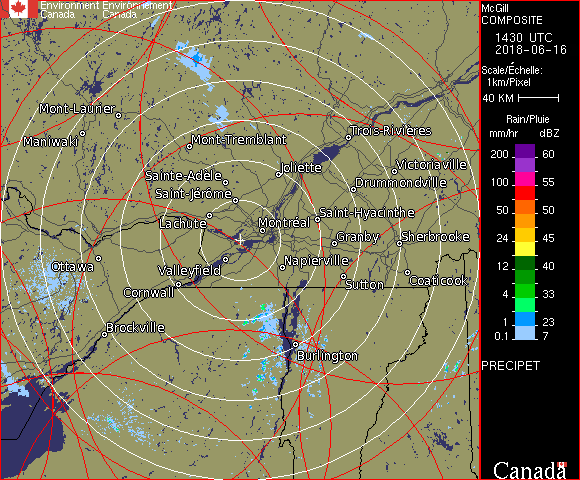 Environment Environnement
Canada Canada
McGill
COMPOSITE
1430 UTC
2018-06-16
Scale/Échelle:
1km/Pixel
40 KM
Rain/Pluie
mm/hr dBZ
200 60
155
100 55
50 50
24 45
12 40
4 33
1 23
0.1 7
PRECIPET
Canada
Mont-Laurier
Maniwaki
Mont-Tremblant
Trois-Rivières
Sainte-Adèle
Joliette
Victoriaville
Saint-Jérôme
Drummondville
Lachute
Montréal
Saint-Hyacinthe
Granby
Sherbrooke
Ottawa
Valleyfield
Napierville
Cornwall
Sutton
Coaticook
Brockville
Burlington